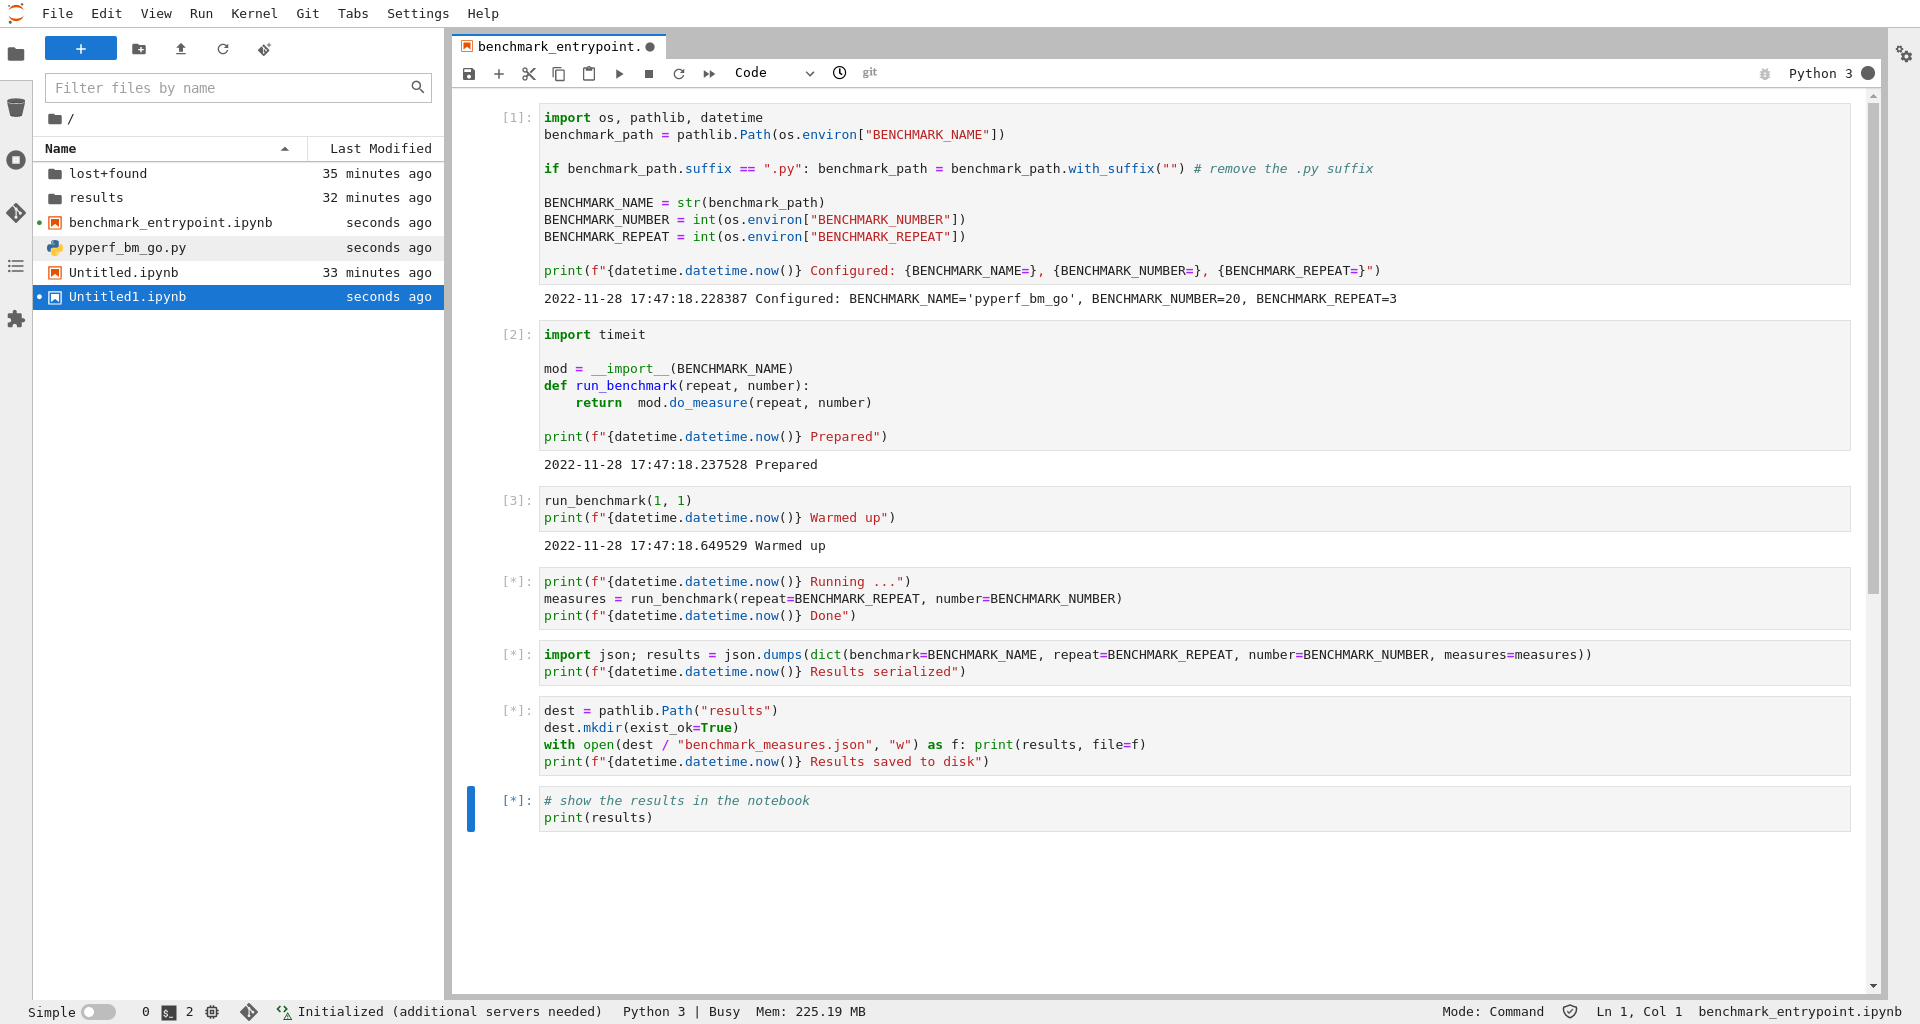 File Edit View Run Kernel Git Tabs Settings Help
benchmark_entrypoint.
Code
git
Python 3
Filter files by name
/
Name Last Modified
lost+found 35 minutes ago
results 32 minutes ago
benchmark_entrypoint.ipynb seconds ago
pyperf_bm_go.py seconds ago
Untitled.ipynb 33 minutes ago
Untitled1.ipynb seconds ago
[1]: import os, pathlib, datetime
benchmark_path = pathlib.Path(os.environ["BENCHMARK_NAME"])
if benchmark_path.suffix == ".py": benchmark_path = benchmark_path.with_suffix("") # remove the .py suffix
BENCHMARK_NAME = str(benchmark_path)
BENCHMARK_NUMBER = int(os.environ["BENCHMARK_NUMBER"])
BENCHMARK_REPEAT = int(os.environ["BENCHMARK_REPEAT"])
print(f"{datetime.datetime.now()} Configured: {BENCHMARK_NAME=}, {BENCHMARK_NUMBER=}, {BENCHMARK_REPEAT=}")
2022-11-28 17:47:18.228387 Configured: BENCHMARK_NAME='pyperf_bm_go', BENCHMARK_NUMBER=20, BENCHMARK_REPEAT=3
[2]: import timeit
mod = __import__(BENCHMARK_NAME)
def run_benchmark(repeat, number):
    return  mod.do_measure(repeat, number)
print(f"{datetime.datetime.now()} Prepared")
2022-11-28 17:47:18.237528 Prepared
[3]: run_benchmark(1, 1)
print(f"{datetime.datetime.now()} Warmed up")
2022-11-28 17:47:18.649529 Warmed up
[*]: print(f"{datetime.datetime.now()} Running ...")
measures = run_benchmark(repeat=BENCHMARK_REPEAT, number=BENCHMARK_NUMBER)
print(f"{datetime.datetime.now()} Done")
[*]: import json; results = json.dumps(dict(benchmark=BENCHMARK_NAME, repeat=BENCHMARK_REPEAT, number=BENCHMARK_NUMBER, measures=measures))
print(f"{datetime.datetime.now()} Results serialized")
[*]: dest = pathlib.Path("results")
dest.mkdir(exist_ok=True)
with open(dest / "benchmark_measures.json", "w") as f: print(results, file=f)
print(f"{datetime.datetime.now()} Results saved to disk")
[*]: # show the results in the notebook
print(results)
Simple 0 $_ 2 Initialized (additional servers needed) Python 3 | Busy Mem: 225.19 MB Mode: Command Ln 1, Col 1 benchmark_entrypoint.ipynb